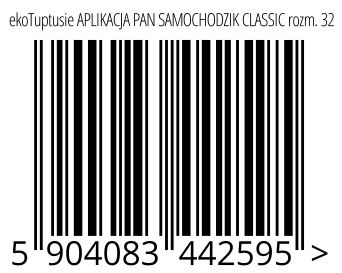 ekoTuptusie APLIKACJA PAN SAMOCHODZIK CLASSIC rozm. 32
5 904083 442595 >